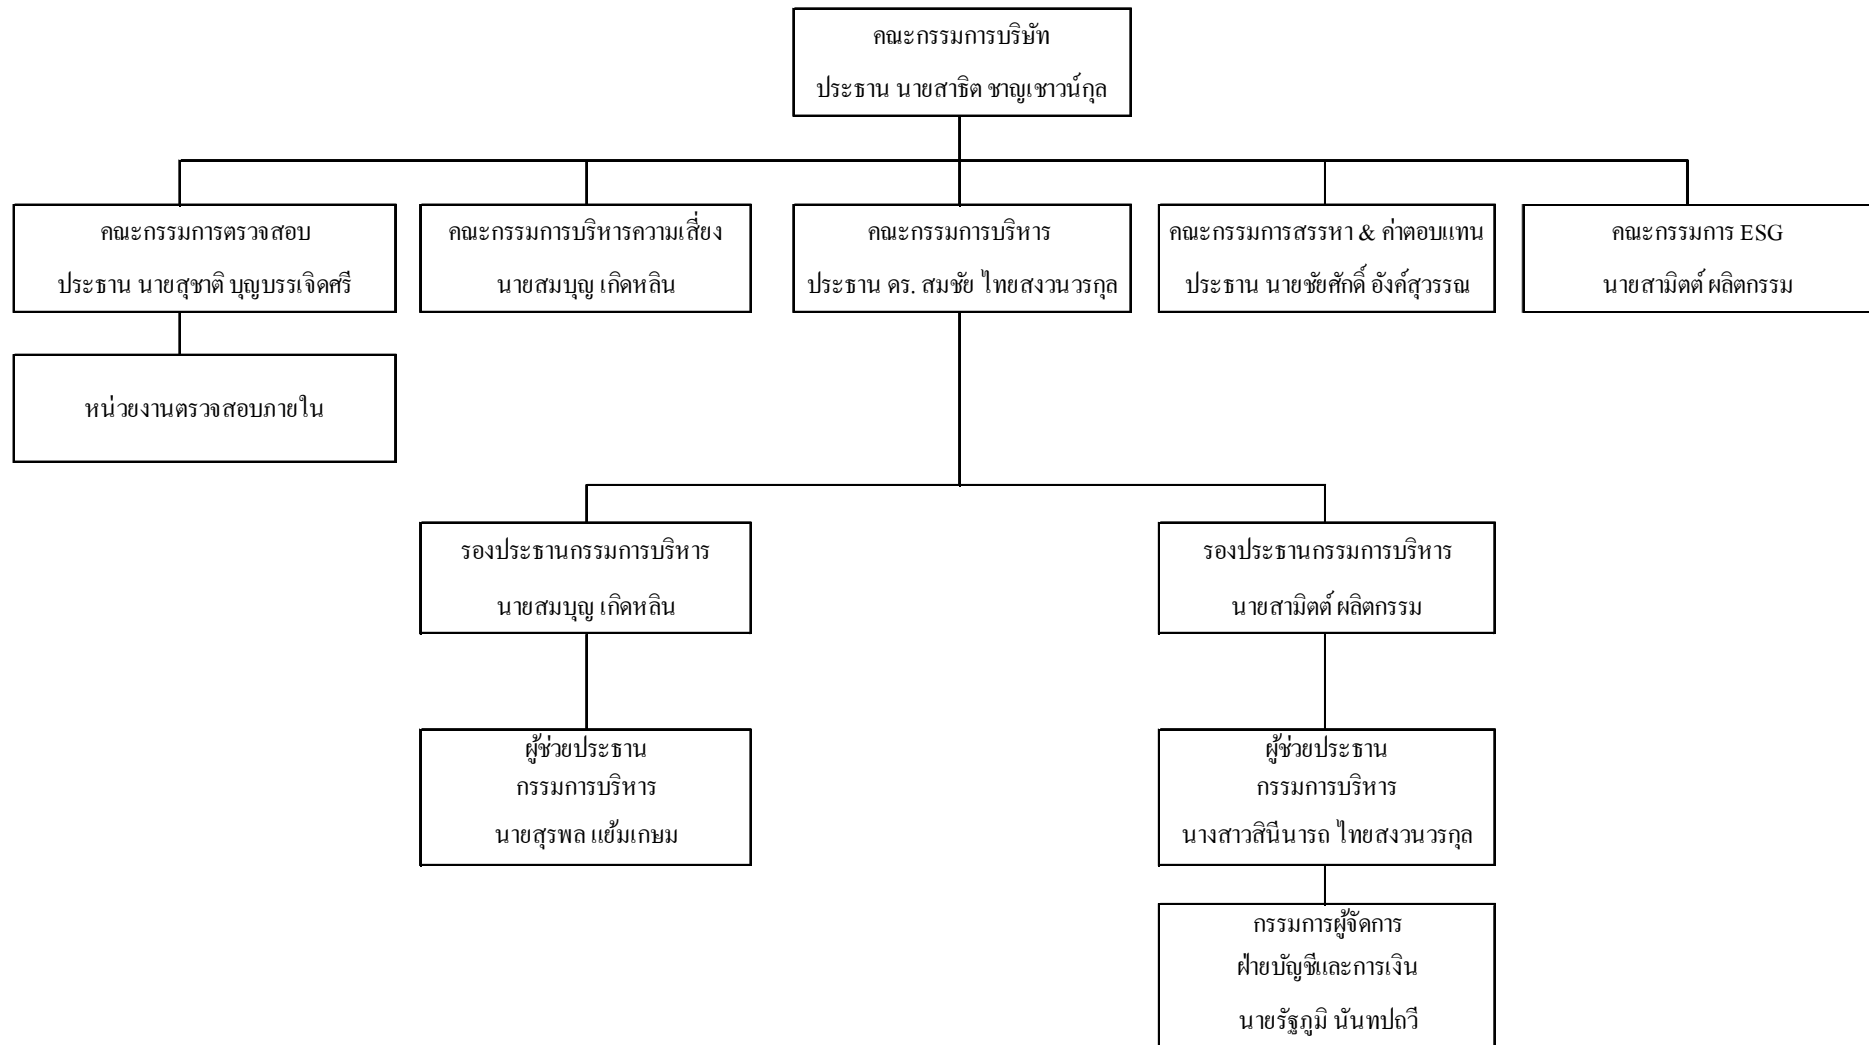 คณะกรรมการบริษัท
ประธาน นายสาธิต ชาญเชาวน์กุล
คณะกรรมการตรวจสอบ
ประธาน นายสุชาติ บุญบรรเจิดศรี
คณะกรรมการบริหารความเสี่ยง
นายสมบุญ เกิดหลิน
คณะกรรมการบริหาร
ประธาน ดร. สมชัย ไทยสงวนวรกุล
คณะกรรมการสรรหา & ค่าตอบแทน
ประธาน นายชัยศักดิ์ อังค์สุวรรณ
คณะกรรมการ ESG
นายสามิตต์ ผลิตกรรม
หน่วยงานตรวจสอบภายใน
รองประธานกรรมการบริหาร
นายสมบุญ เกิดหลิน
รองประธานกรรมการบริหาร
นายสามิตต์ ผลิตกรรม
ผู้ช่วยประธาน
กรรมการบริหาร
นายสุรพล แย้มเกษม
ผู้ช่วยประธาน
กรรมการบริหาร
นางสาวสินีนารถ ไทยสงวนวรกุล
กรรมการผู้จัดการ
ฝ่ายบัญชีและการเงิน
นายรัฐภูมิ นันทปถวี